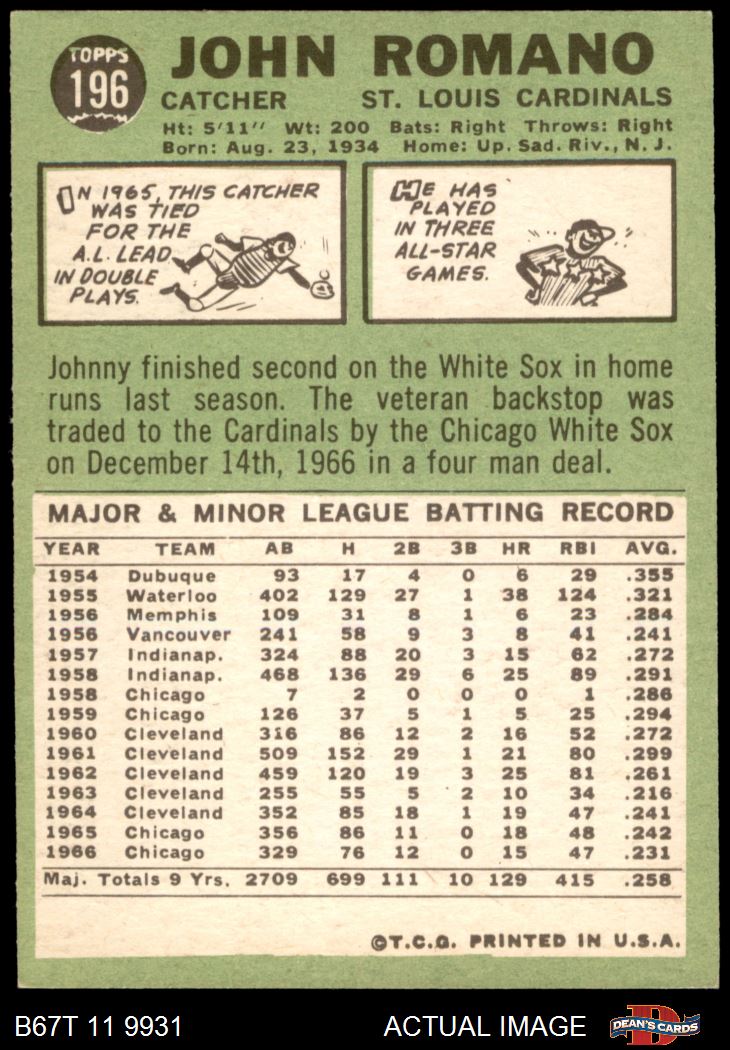 TOPPS
196
JOHN ROMANO
CATCHER ST. LOUIS CARDINALS
Ht: 5'11" Wt: 200 Bats: Right Throws: Right
Born: Aug. 23, 1934 Home: Up. Sad. Riv., N. J.
IN 1965, THIS CATCHER
WAS TIED
FOR THE
A.L. LEAD
IN DOUBLE
PLAYS.
HE HAS
PLAYED
IN THREE
ALL-STAR
GAMES.
Johnny finished second on the White Sox in home
runs last season. The veteran backstop was
traded to the Cardinals by the Chicago White Sox
on December 14th, 1966 in a four man deal.
MAJOR & MINOR LEAGUE BATTING RECORD
YEAR TEAM AB H 2B 3B HR RBI AVG.
1954 Dubuque 93 17 4 0 6 29 .355
1955 Waterloo 402 129 27 1 38 124 .321
1956 Memphis 109 31 8 1 6 23 .284
1956 Vancouver 241 58 9 3 8 41 .241
1957 Indianap. 324 88 20 3 15 62 .272
1958 Indianap. 468 136 29 6 25 89 .291
1958 Chicago 7 2 0 0 0 1 .286
1959 Chicago 126 37 5 1 5 25 .294
1960 Cleveland 316 86 12 2 16 52 .272
1961 Cleveland 509 152 29 1 21 80 .299
1962 Cleveland 459 120 19 3 25 81 .261
1963 Cleveland 255 55 5 2 10 34 .216
1964 Cleveland 352 85 18 1 19 47 .241
1965 Chicago 356 86 11 0 18 48 .242
1966 Chicago 329 76 12 0 15 47 .231
Maj. Totals 9 Yrs. 2709 699 111 10 129 415 .258
©T.C.G. PRINTED IN U.S.A.
B67T 11 9931 ACTUAL IMAGE
D
DEAN'S CARDS